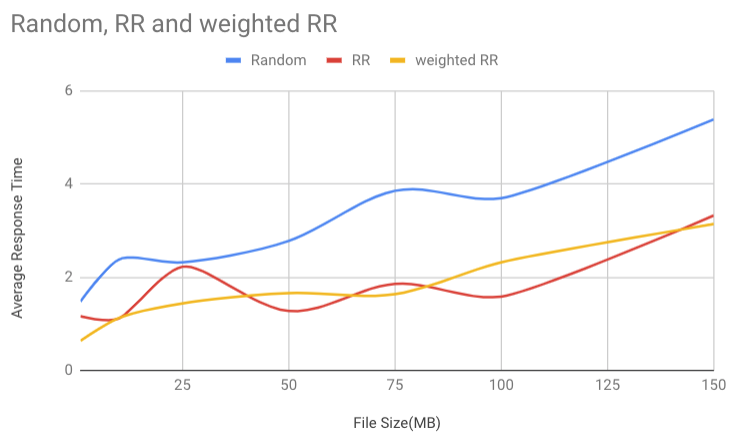 Random, RR and weighted RR
Random RR weighted RR
6
4
2
0
Average Response Time
25 50 75 100 125 150
File Size(MB)